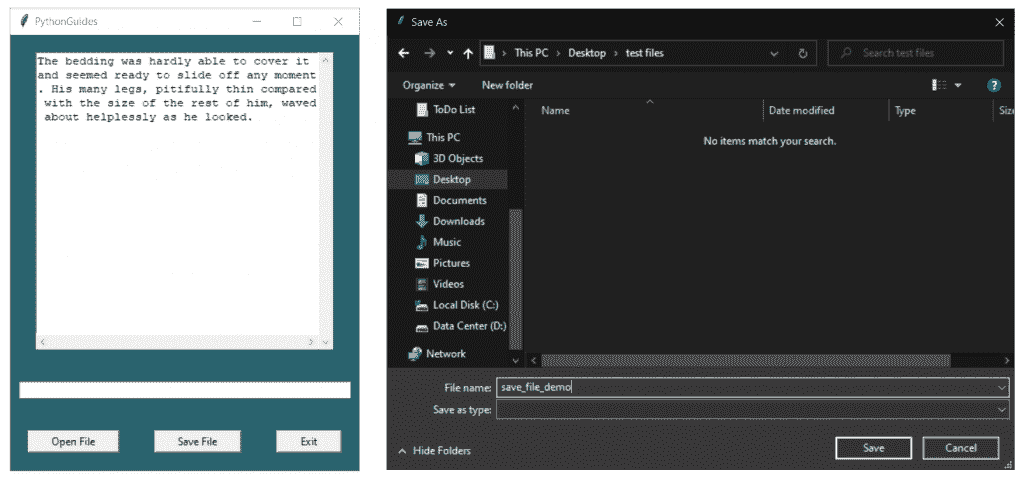 PythonGuides
The bedding was hardly able to cover it
and seemed ready to slide off any moment
. His many legs, pitifully thin compared
with the size of the rest of him, waved
about helplessly as he looked.
Open File
Save File
Exit
Save As
This PC > Desktop > test files
Search test files
Organize
New folder
Name
Date modified
Type
Siz
ToDo List
This PC
3D Objects
Desktop
Documents
Downloads
Music
Pictures
Videos
Local Disk (C:)
Data Center (D:)
Network
No items match your search.
File name: save_file_demo
Save as type:
Hide Folders
Save
Cancel